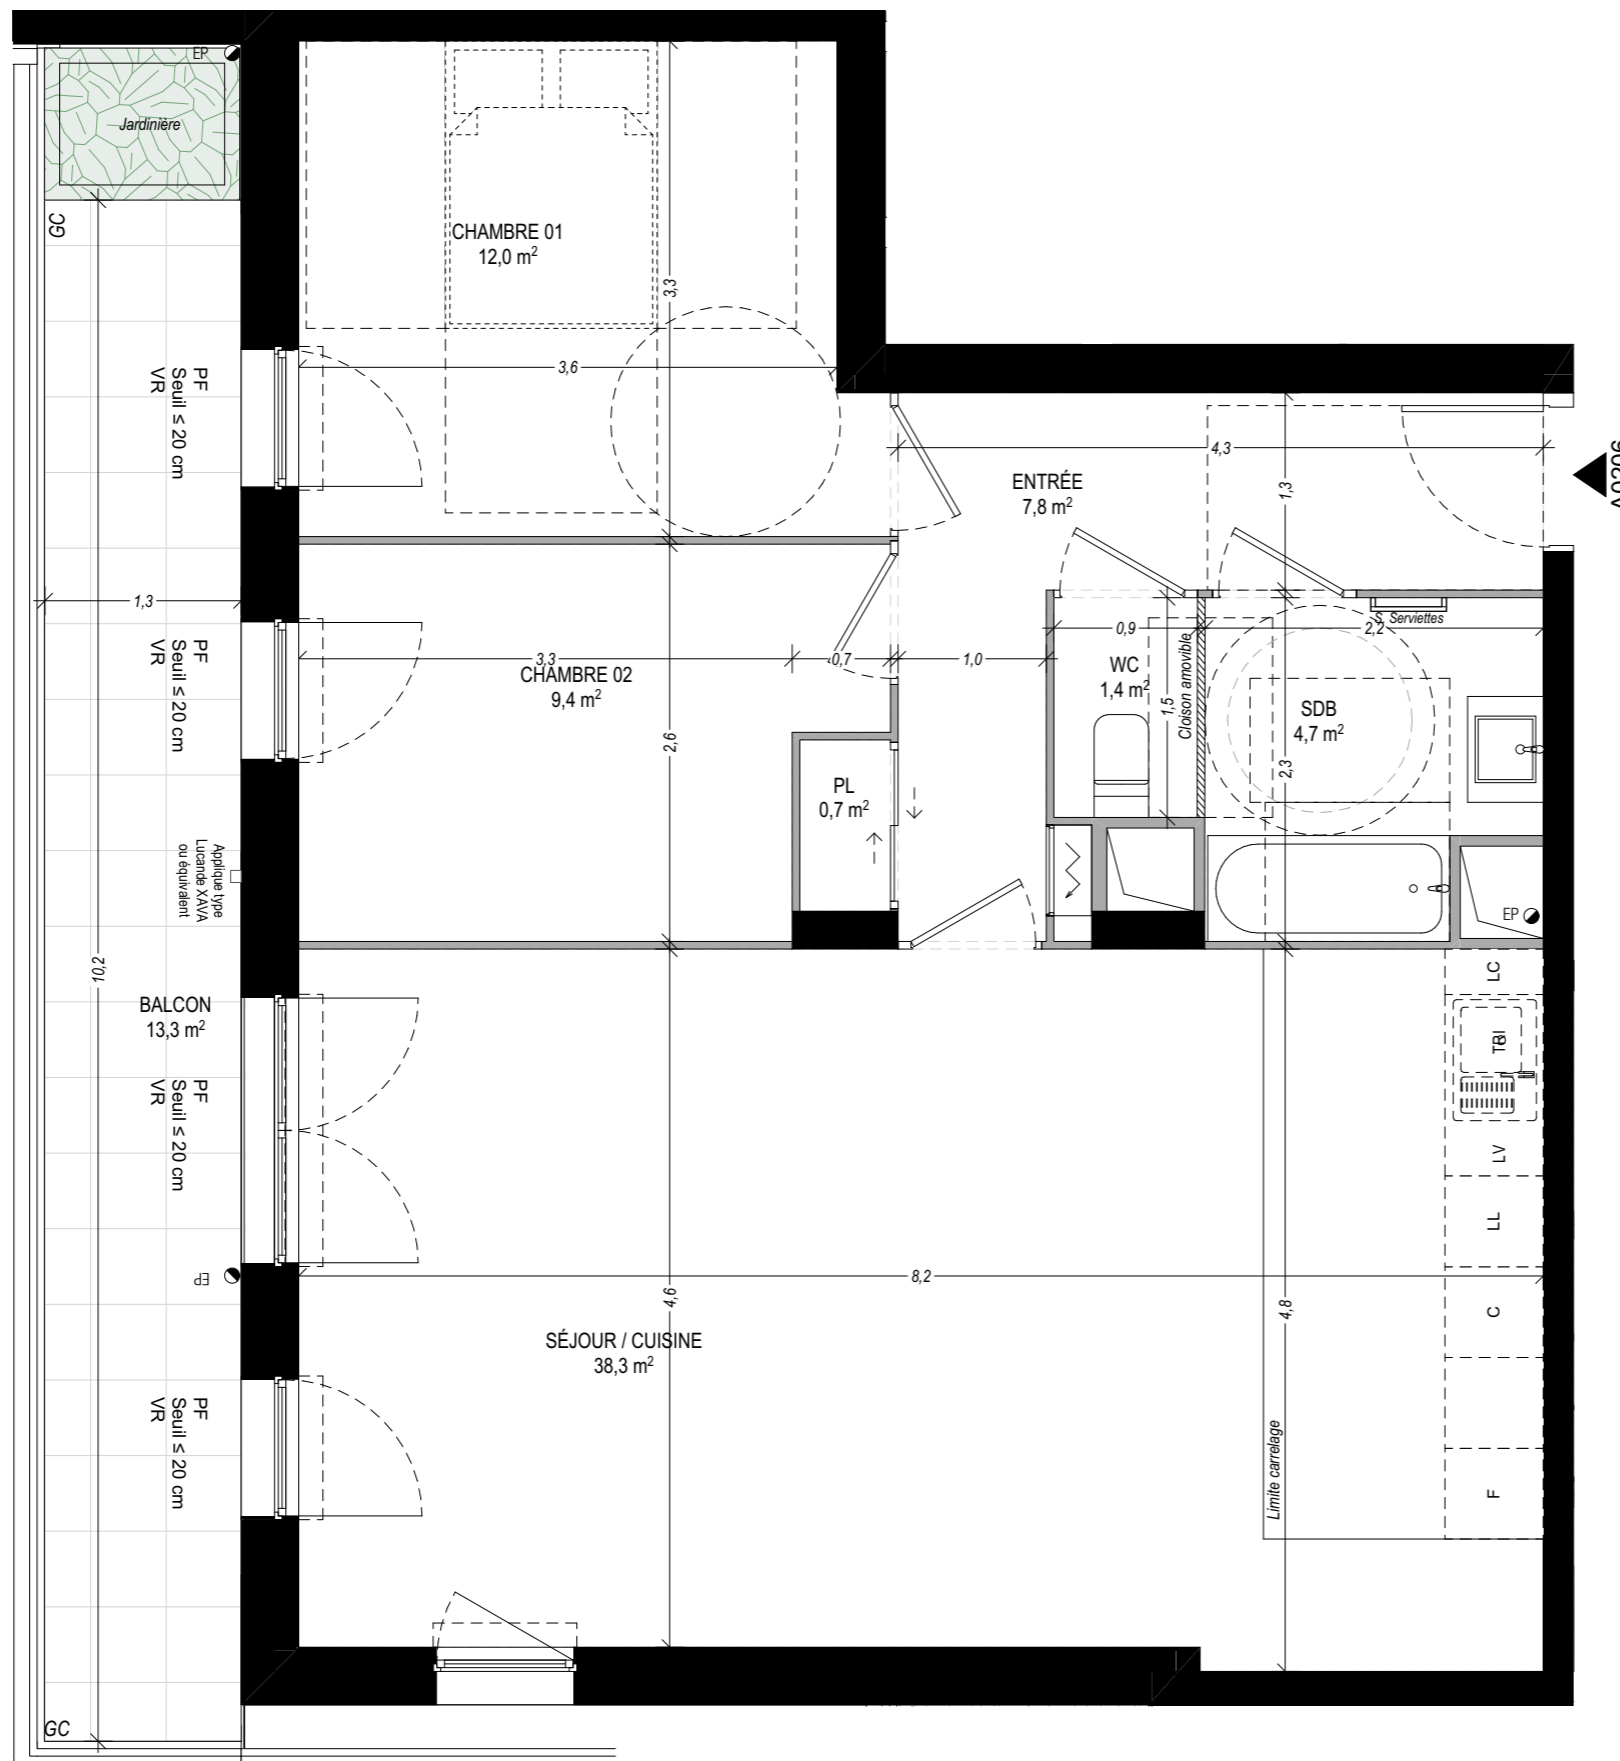 EP
Jardinière
GC
CHAMBRE 01
12,0 m²
3,3
3,6
PF
Seuil ≤ 20 cm
VR
4,3
ENTRÉE
7,8 m²
1,3
1,3
PF
Seuil ≤ 20 cm
VR
3,3
0,7
1,0
CHAMBRE 02
9,4 m²
2,6
0,9
WC
1,4 m²
1,5
Cloison amovible
S. Serviettes
2,2
SDB
4,7 m²
2,3
PL
0,7 m²
Applique type
Lucande XAVA
ou équivalent
EP
10,2
BALCON
13,3 m²
PF
Seuil ≤ 20 cm
VR
LC
TRI
LV
LL
C
F
EP
8,2
4,6
4,8
SÉJOUR / CUISINE
38,3 m²
PF
Seuil ≤ 20 cm
VR
Limite carrelage
GC